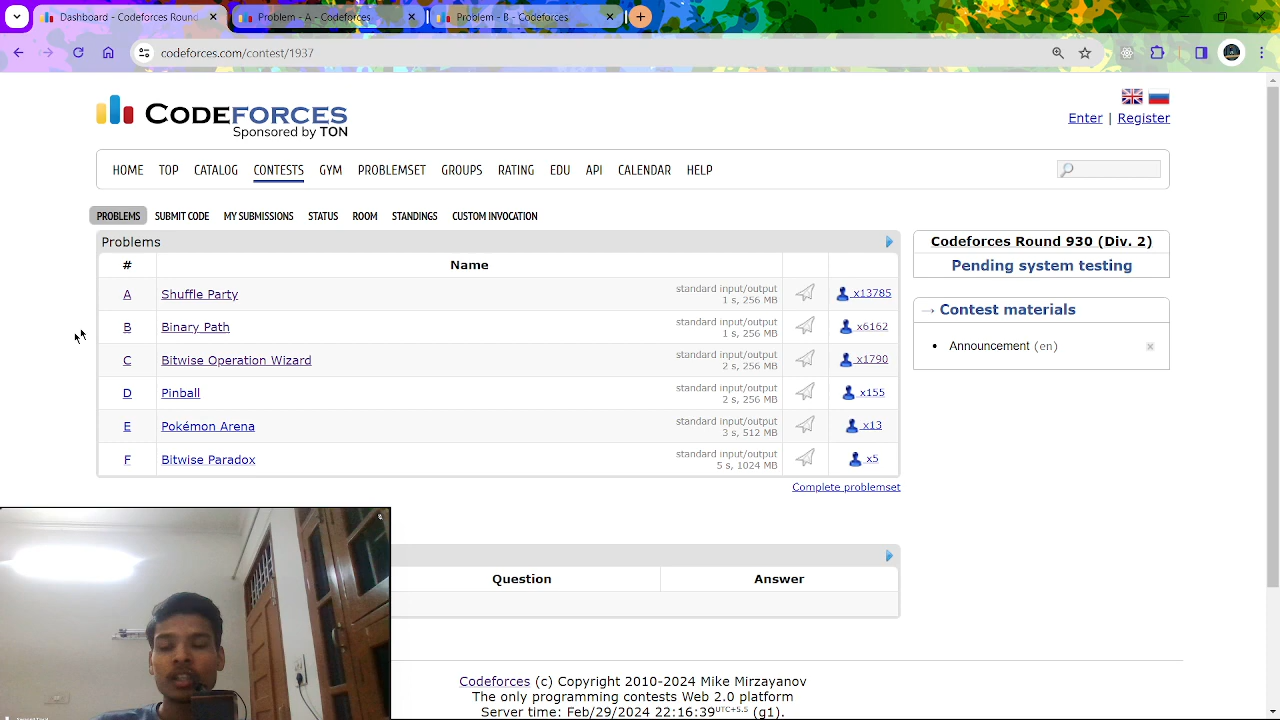 Dashboard - Codeforces Round
Problem - A - Codeforces
Problem - B - Codeforces
codeforces.com/contest/1937
CODEFORCES
Sponsored by TON
Enter | Register
HOME TOP CATALOG CONTESTS GYM PROBLEMSET GROUPS RATING EDU API CALENDAR HELP
PROBLEMS SUBMIT CODE MY SUBMISSIONS STATUS ROOM STANDINGS CUSTOM INVOCATION
Problems
# Name
A Shuffle Party standard input/output
1 s, 256 MB x13785
B Binary Path standard input/output
1 s, 256 MB x6162
C Bitwise Operation Wizard standard input/output
2 s, 256 MB x1790
D Pinball standard input/output
2 s, 256 MB x155
E Pokémon Arena standard input/output
3 s, 512 MB x13
F Bitwise Paradox standard input/output
5 s, 1024 MB x5
Complete problemset
Codeforces Round 930 (Div. 2)
Pending system testing
→ Contest materials
Announcement (en)
Question Answer
Codeforces (c) Copyright 2010-2024 Mike Mirzayanov
The only programming contests Web 2.0 platform
Server time: Feb/29/2024 22:16:39 UTC+5.5 (g1).